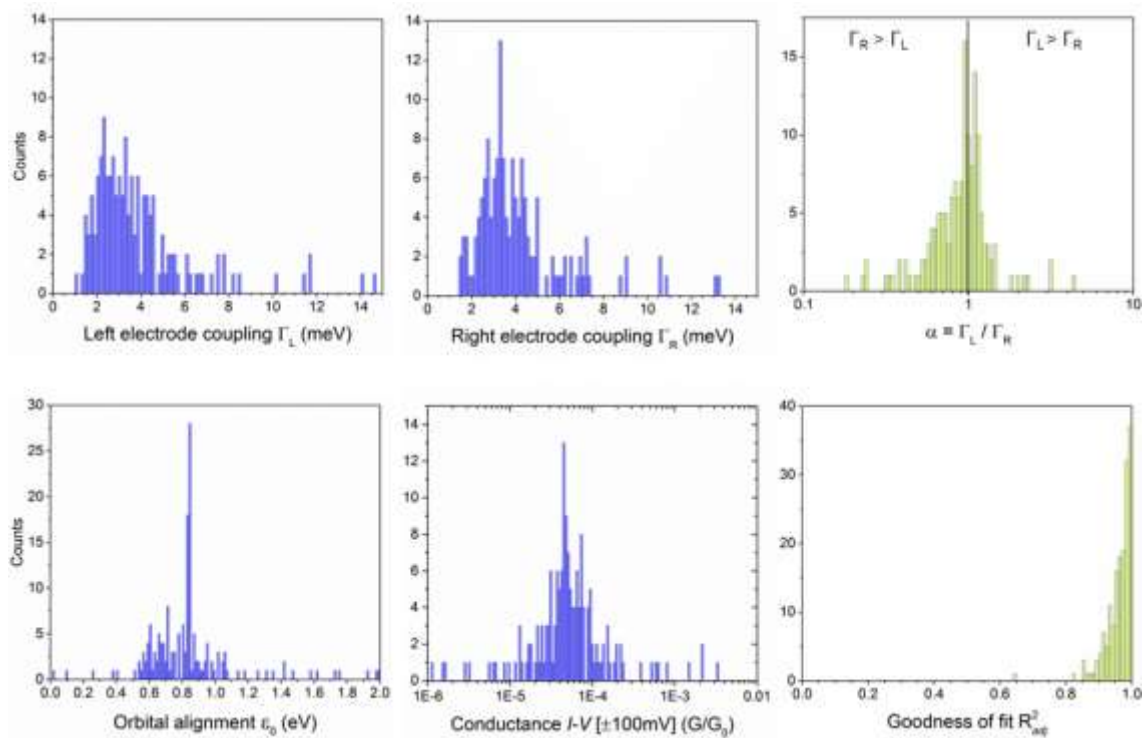 14
12
10
8
6
4
2
0
Counts
0 2 4 6 8 10 12 14
Left electrode coupling Γ_L (meV)
14
12
10
8
6
4
2
0
0 2 4 6 8 10 12 14
Right electrode coupling Γ_R (meV)
Γ_R > Γ_L
Γ_L > Γ_R
15
10
5
0
0.1 1 10
α ≡ Γ_L / Γ_R
30
25
20
15
10
5
0
Counts
0.0 0.2 0.4 0.6 0.8 1.0 1.2 1.4 1.6 1.8 2.0
Orbital alignment ε_0 (eV)
14
12
10
8
6
4
2
0
1E-6 1E-5 1E-4 1E-3 0.01
Conductance I-V [±100mV] (G/G_0)
40
30
20
10
0
0.0 0.2 0.4 0.6 0.8 1.0
Goodness of fit R²_adj